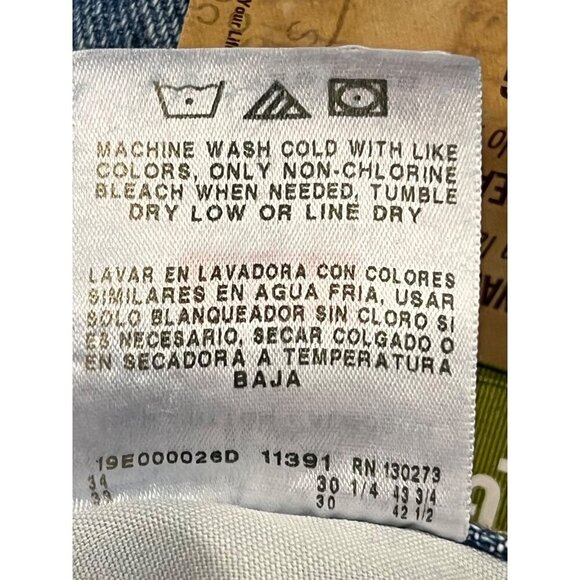 MACHINE WASH COLD WITH LIKE
COLORS, ONLY NON-CHLORINE
BLEACH WHEN NEEDED, TUMBLE
DRY LOW OR LINE DRY
LAVAR EN LAVADORA CON COLORES
SIMILARES EN AGUA FRIA, USAR
SOLO BLANQUEADOR SIN CLORO SI
ES NECESARIO, SECAR COLGADO O
EN SECADORA A TEMPERATURA
BAJA
19E000026D 11391 RN 130273
34 30 1/4 43 3/4
33 30 42 1/2